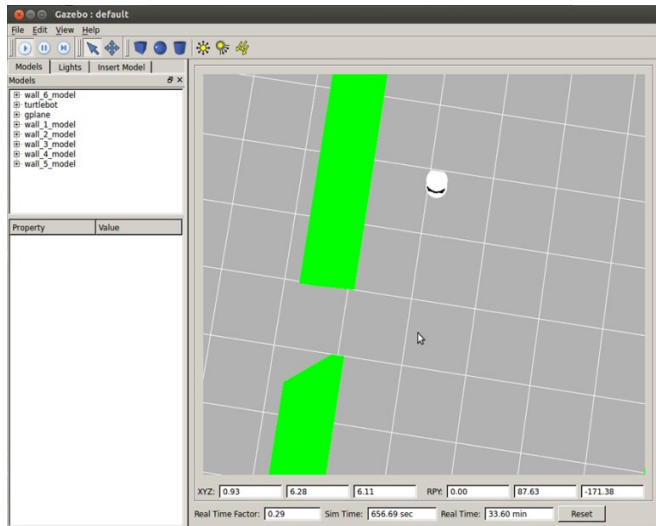 Gazebo : default
File Edit View Help
Models Lights Insert Model
Models
wall_6_model
turtlebot
gplane
wall_1_model
wall_2_model
wall_3_model
wall_4_model
wall_5_model
Property Value
XYZ: 0.93 6.28 6.11 RPY: 0.00 87.63 -171.38
Real Time Factor: 0.29 Sim Time: 656.69 sec Real Time: 33.60 min Reset